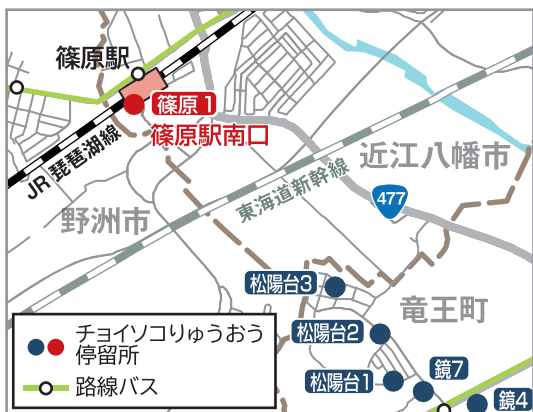 篠原駅
篠原1
篠原駅南口
JR琵琶湖線
近江八幡市
東海道新幹線
477
野洲市
松陽台3
竜王町
松陽台2
松陽台1
鏡7
鏡4
チョイソコりゅうおう
停留所
路線バス